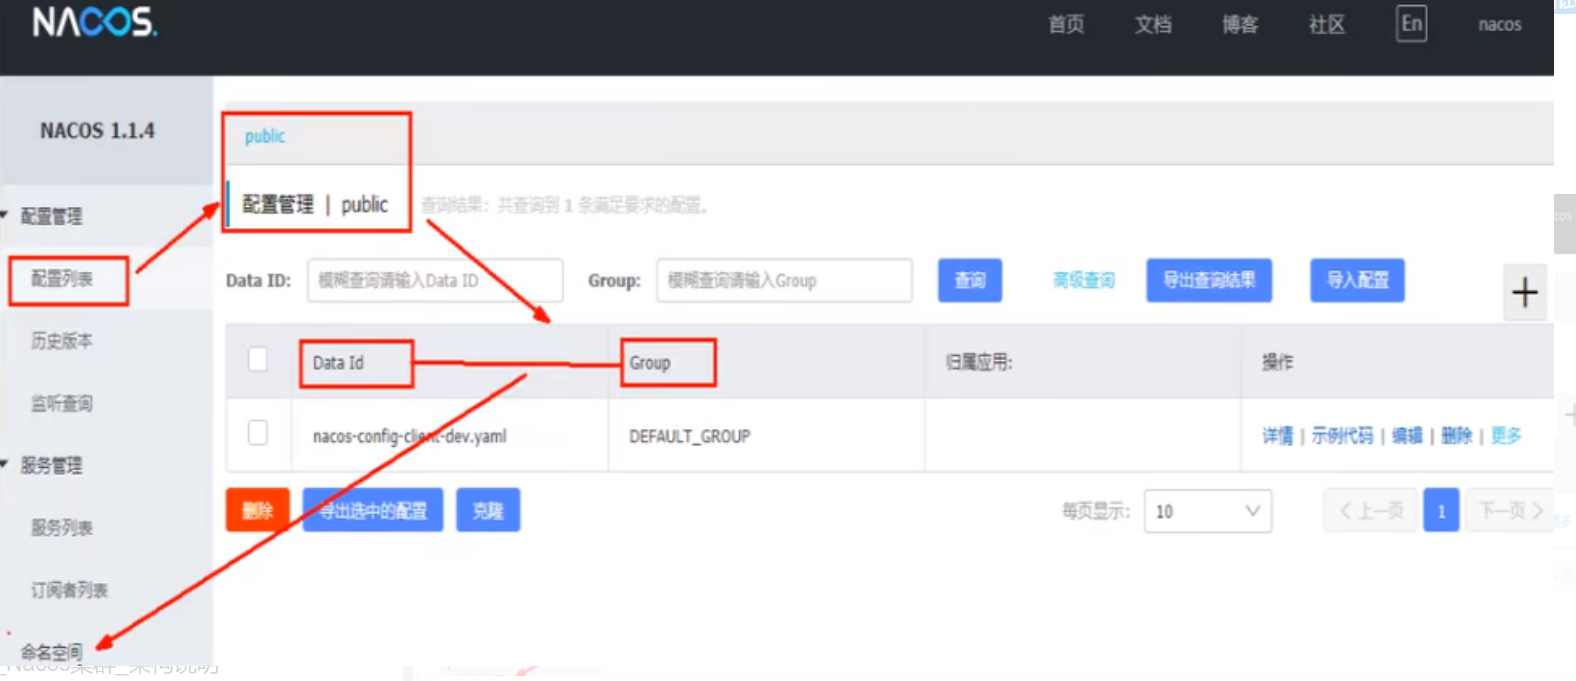 NACOS.
首页 文档 博客 社区 En nacos
NACOS 1.1.4
public
配置管理
配置管理 | public 查询结果：共查询到 1 条满足要求的配置。
配置列表
Data ID: 模糊查询请输入Data ID Group: 模糊查询请输入Group 查询 高级查询 导出查询结果 导入配置
历史版本
Data Id Group 归属应用: 操作
监听查询
nacos-config-client-dev.yaml DEFAULT_GROUP 详情 | 示例代码 | 编辑 | 删除 | 更多
服务管理
删除 导出选中的配置 克隆 每页显示: 10 上一页 1 下一页
服务列表
订阅者列表
命名空间